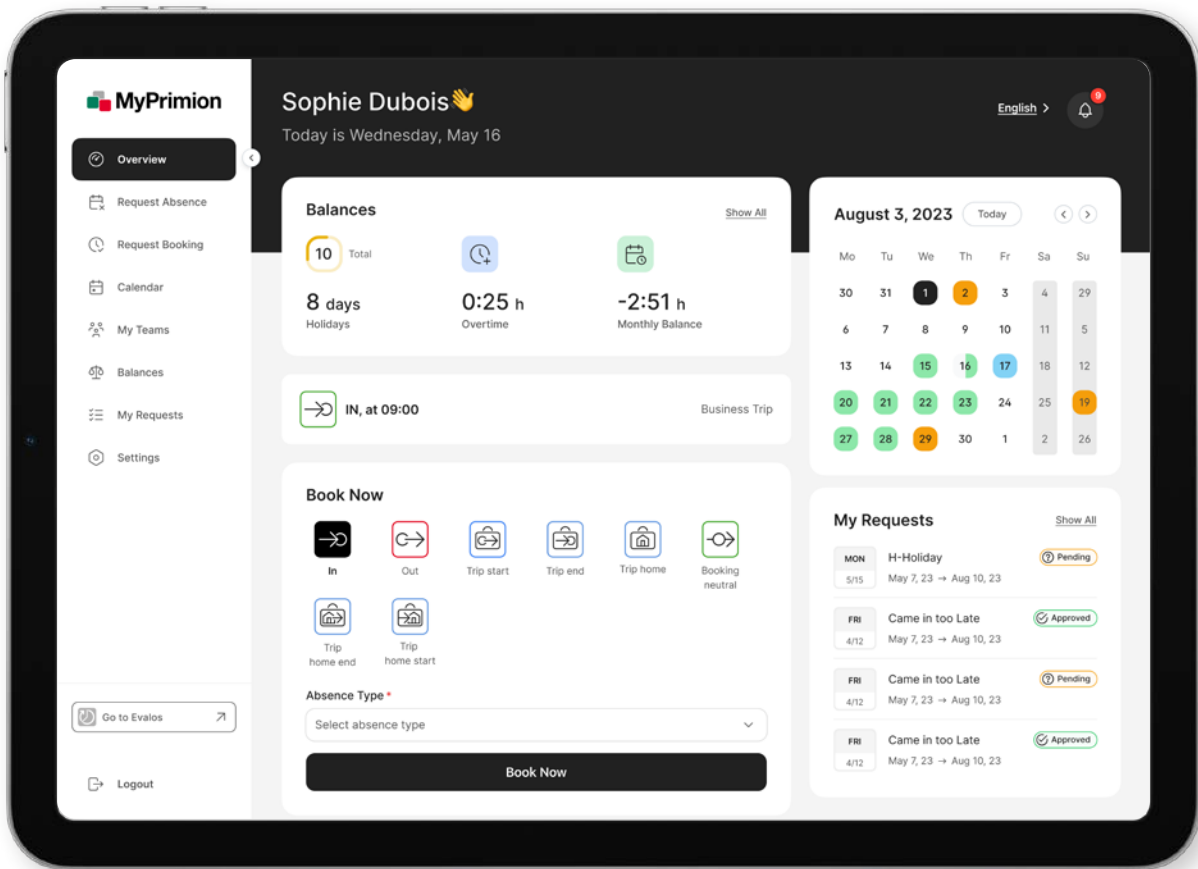 MyPrimion
Overview
Request Absence
Request Booking
Calendar
My Teams
Balances
My Requests
Settings
Go to Evalos
Logout
Sophie Dubois👋
Today is Wednesday, May 16
English >
9
Balances
Show All
10 Total
8 days
Holidays
0:25 h
Overtime
-2:51 h
Monthly Balance
IN, at 09:00
Business Trip
Book Now
In
Out
Trip start
Trip end
Trip home
Booking
neutral
Trip
home end
Trip
home start
Absence Type *
Select absence type
Book Now
August 3, 2023
Today
Mo Tu We Th Fr Sa Su
30 31 1 2 3 4 29
6 7 8 9 10 11 5
13 14 15 16 17 18 12
20 21 22 23 24 25 19
27 28 29 30 1 2 26
My Requests
Show All
MON
5/15
H-Holiday
May 7, 23 → Aug 10, 23
Pending
FRI
4/12
Came in too Late
May 7, 23 → Aug 10, 23
Approved
FRI
4/12
Came in too Late
May 7, 23 → Aug 10, 23
Pending
FRI
4/12
Came in too Late
May 7, 23 → Aug 10, 23
Approved